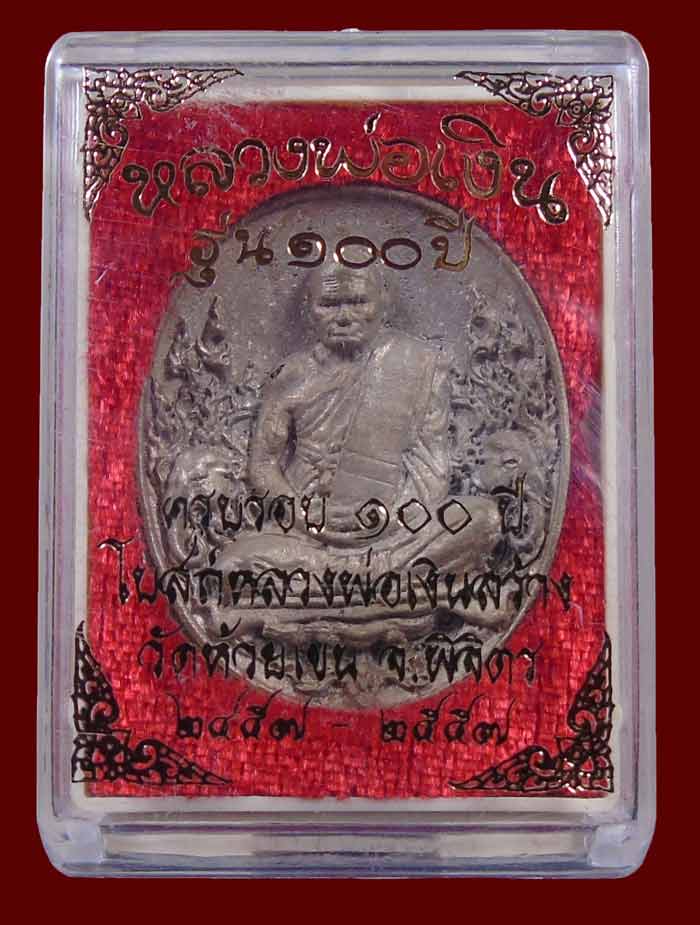 หลวงพ่อเงิน
รุ่น ๑๐๐ ปี
ครบรอบ ๑๐๐ ปี
โบสถ์หลวงพ่อเงินสร้าง
วัดห้วยเขน จ.พิจิตร
๒๔๕๗ - ๒๕๕๗